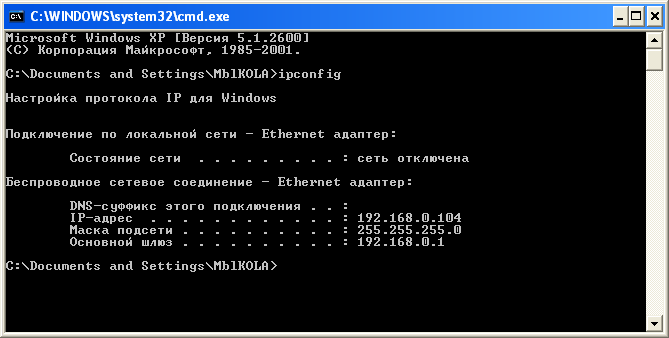 C:\WINDOWS\system32\cmd.exe
Microsoft Windows XP [Версия 5.1.2600]
(C) Корпорация Майкрософт, 1985-2001.
C:\Documents and Settings\MblKOLA>ipconfig
Настройка протокола IP для Windows
Подключение по локальной сети - Ethernet адаптер:
Состояние сети . . . . . . . . . . : сеть отключена
Беспроводное сетевое соединение - Ethernet адаптер:
DNS-суффикс этого подключения . . :
IP-адрес . . . . . . . . . . . . : 192.168.0.104
Маска подсети . . . . . . . . . . : 255.255.255.0
Основной шлюз . . . . . . . . . . : 192.168.0.1
C:\Documents and Settings\MblKOLA>